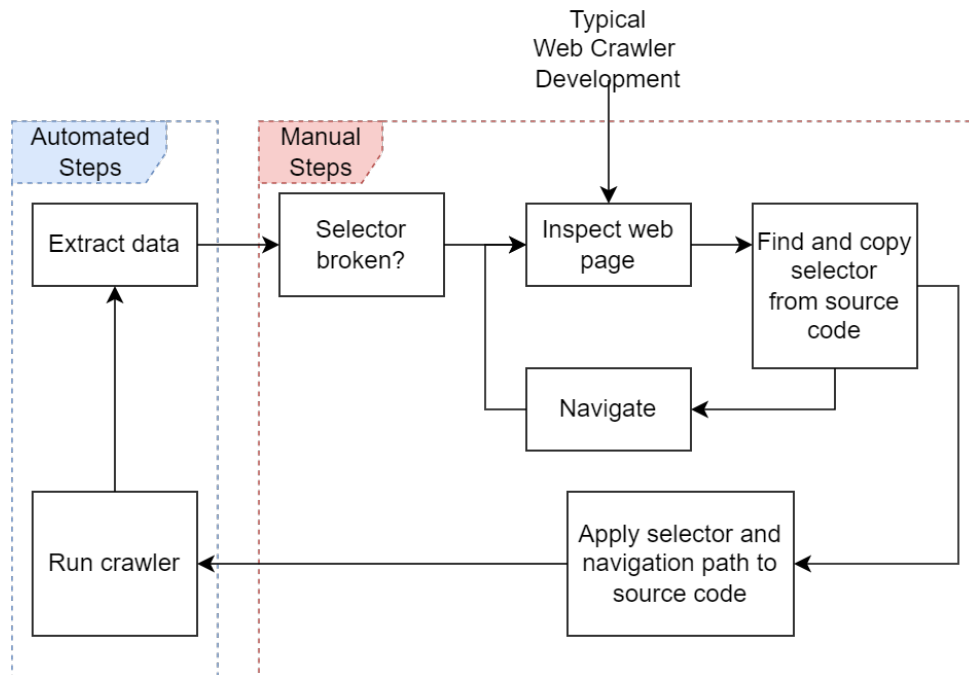 Typical
Web Crawler
Development
Automated
Steps
Manual
Steps
Extract data
Selector
broken?
Inspect web
page
Find and copy
selector
from source
code
Navigate
Run crawler
Apply selector and
navigation path to
source code